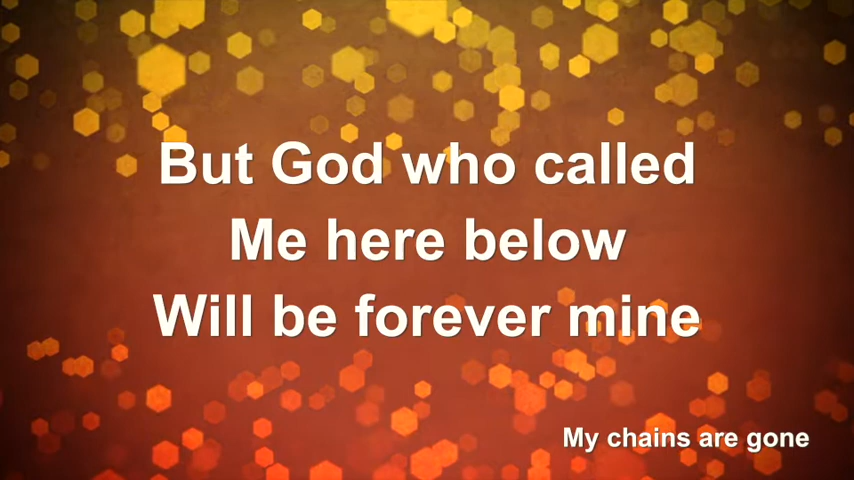 But God who called
Me here below
Will be forever mine
My chains are gone